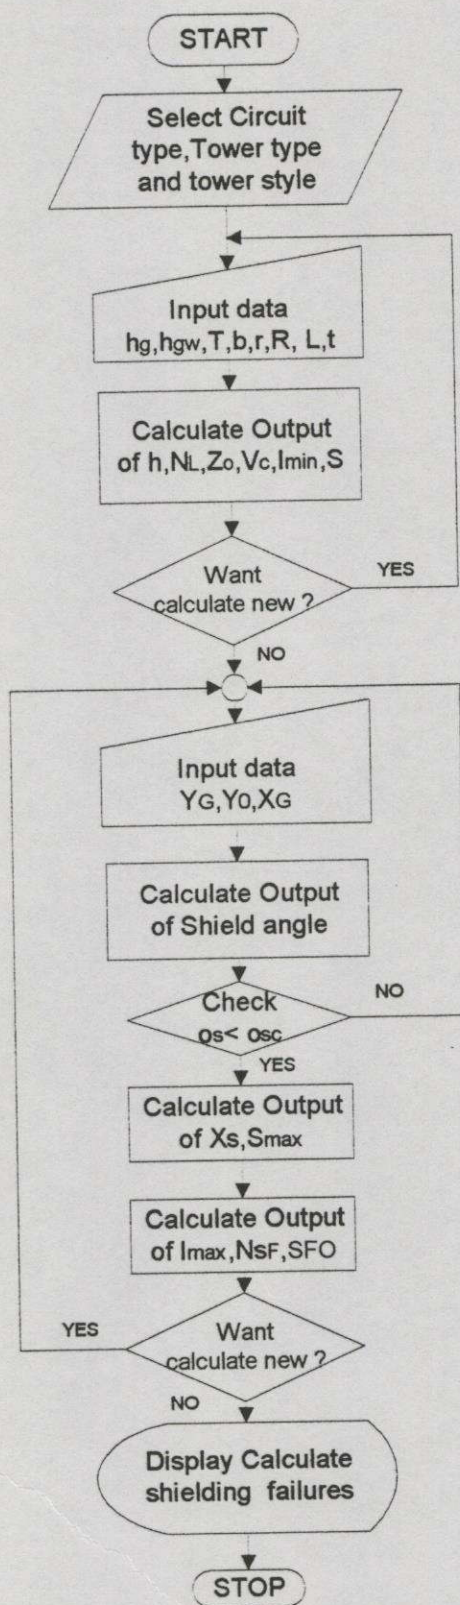 START
Select Circuit
type,Tower type
and tower style
Input data
hg,hgw,T,b,r,R, L,t
Calculate Output
of h,NL,Zo,Vc,Imin,S
Want
calculate new ?
YES
NO
Input data
YG,Yo,XG
Calculate Output
of Shield angle
Check
os< osc
NO
YES
Calculate Output
of Xs,Smax
Calculate Output
of Imax,NSF,SFO
Want
calculate new ?
YES
NO
Display Calculate
shielding failures
STOP